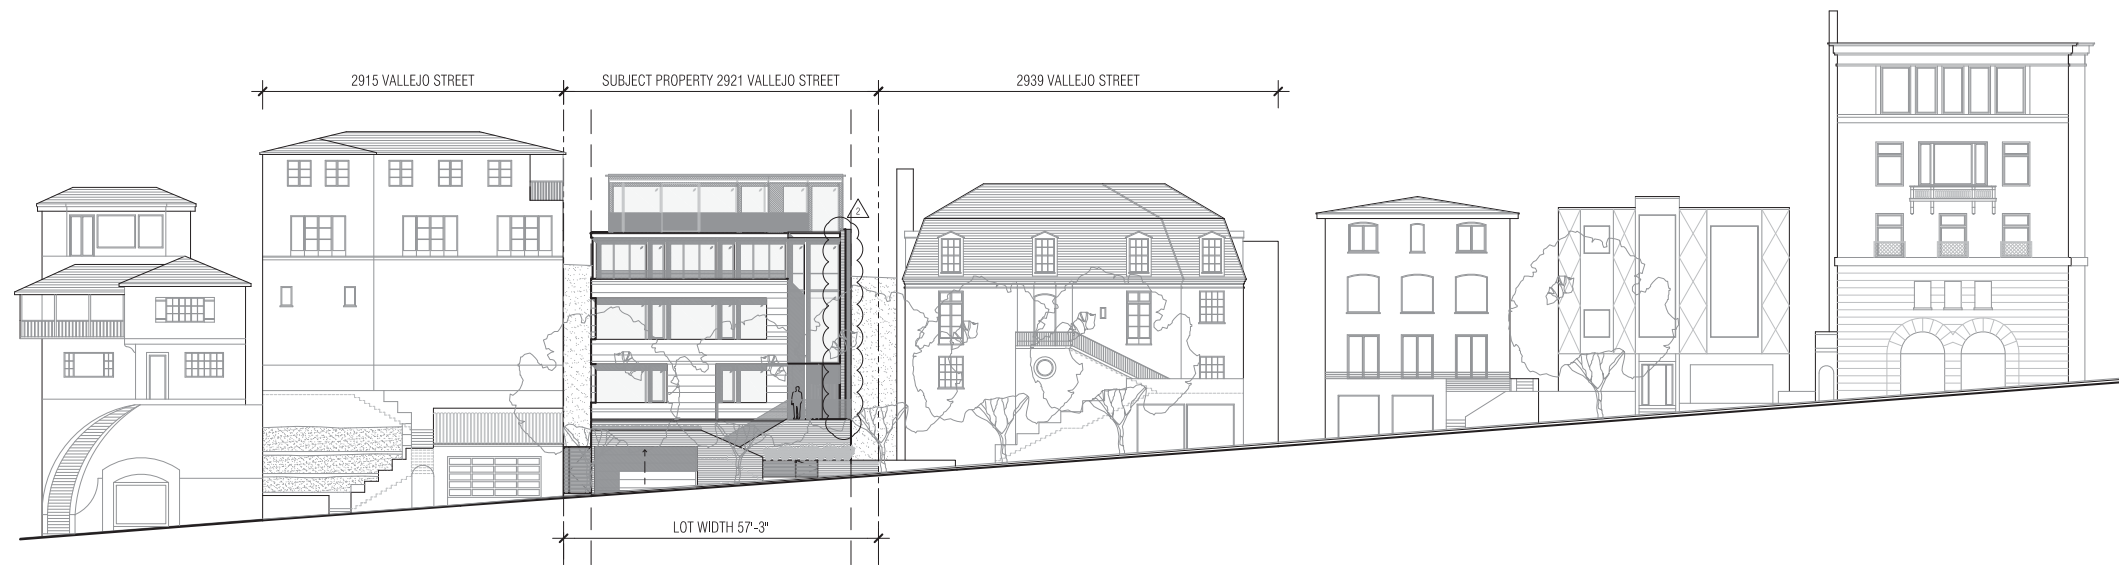 2915 VALLEJO STREET
SUBJECT PROPERTY 2921 VALLEJO STREET
2939 VALLEJO STREET
2
LOT WIDTH 57'-3"